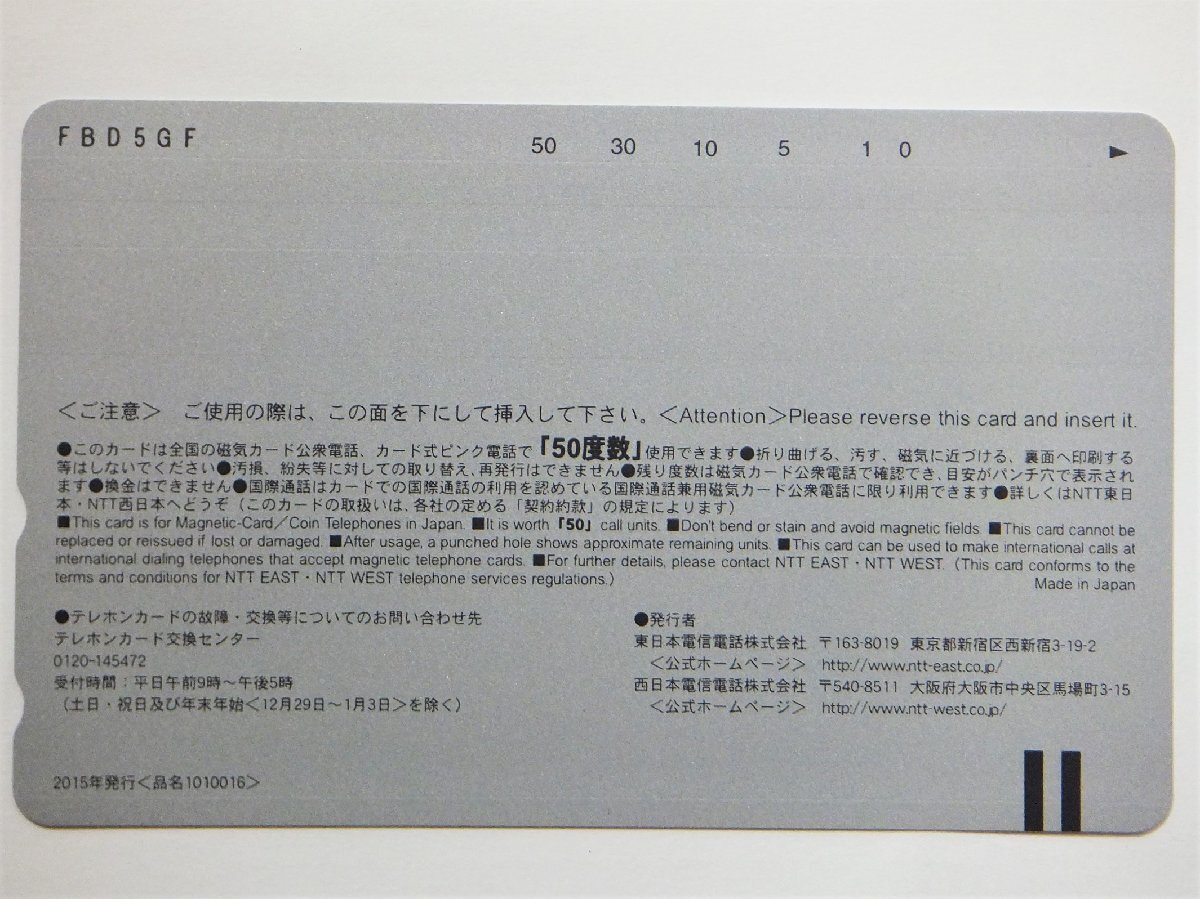 FBD5GF 50 30 10 5 1 0 ▶
＜ご注意＞ ご使用の際は、この面を下にして挿入して下さい。＜Attention＞Please reverse this card and insert it.
●このカードは全国の磁気カード公衆電話、カード式ピンク電話で「50度数」使用できます●折り曲げる、汚す、磁気に近づける、裏面へ印刷する
等はしないでください●汚損、紛失等に対しての取り替え、再発行はできません●残り度数は磁気カード公衆電話で確認でき、目安がパンチ穴で表示され
ます●換金はできません●国際通話はカードでの国際通話の利用を認めている国際通話兼用磁気カード公衆電話に限り利用できます●詳しくはNTT東日
本・NTT西日本へどうぞ（このカードの取扱いは、各社の定める「契約約款」の規定によります）
■This card is for Magnetic-Card／Coin Telephones in Japan. ■It is worth「50」call units. ■Don't bend or stain and avoid magnetic fields. ■This card cannot be
replaced or reissued if lost or damaged. ■After usage, a punched hole shows approximate remaining units. ■This card can be used to make international calls at
international dialing telephones that accept magnetic telephone cards. ■For further details, please contact NTT EAST・NTT WEST. (This card conforms to the
terms and conditions for NTT EAST・NTT WEST telephone services regulations.) Made in Japan
●テレホンカードの故障・交換等についてのお問い合わせ先
テレホンカード交換センター
0120-145472
受付時間：平日午前9時～午後5時
（土日・祝日及び年末年始＜12月29日～1月3日＞を除く）
●発行者
東日本電信電話株式会社 〒163-8019 東京都新宿区西新宿3-19-2
＜公式ホームページ＞ http://www.ntt-east.co.jp/
西日本電信電話株式会社 〒540-8511 大阪府大阪市中央区馬場町3-15
＜公式ホームページ＞ http://www.ntt-west.co.jp/
2015年発行＜品名1010016＞